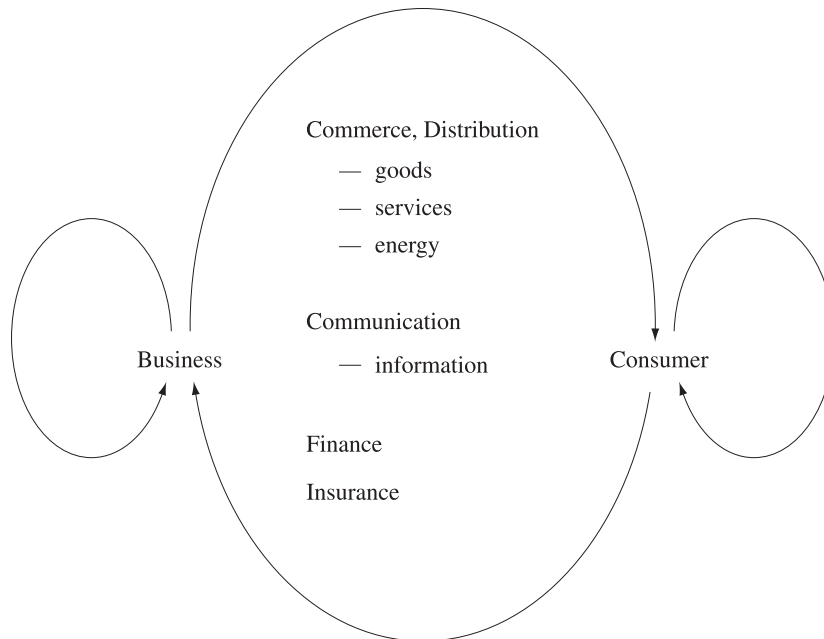 Commerce, Distribution
— goods
— services
— energy
Communication
Business
Consumer
— information
Finance
Insurance